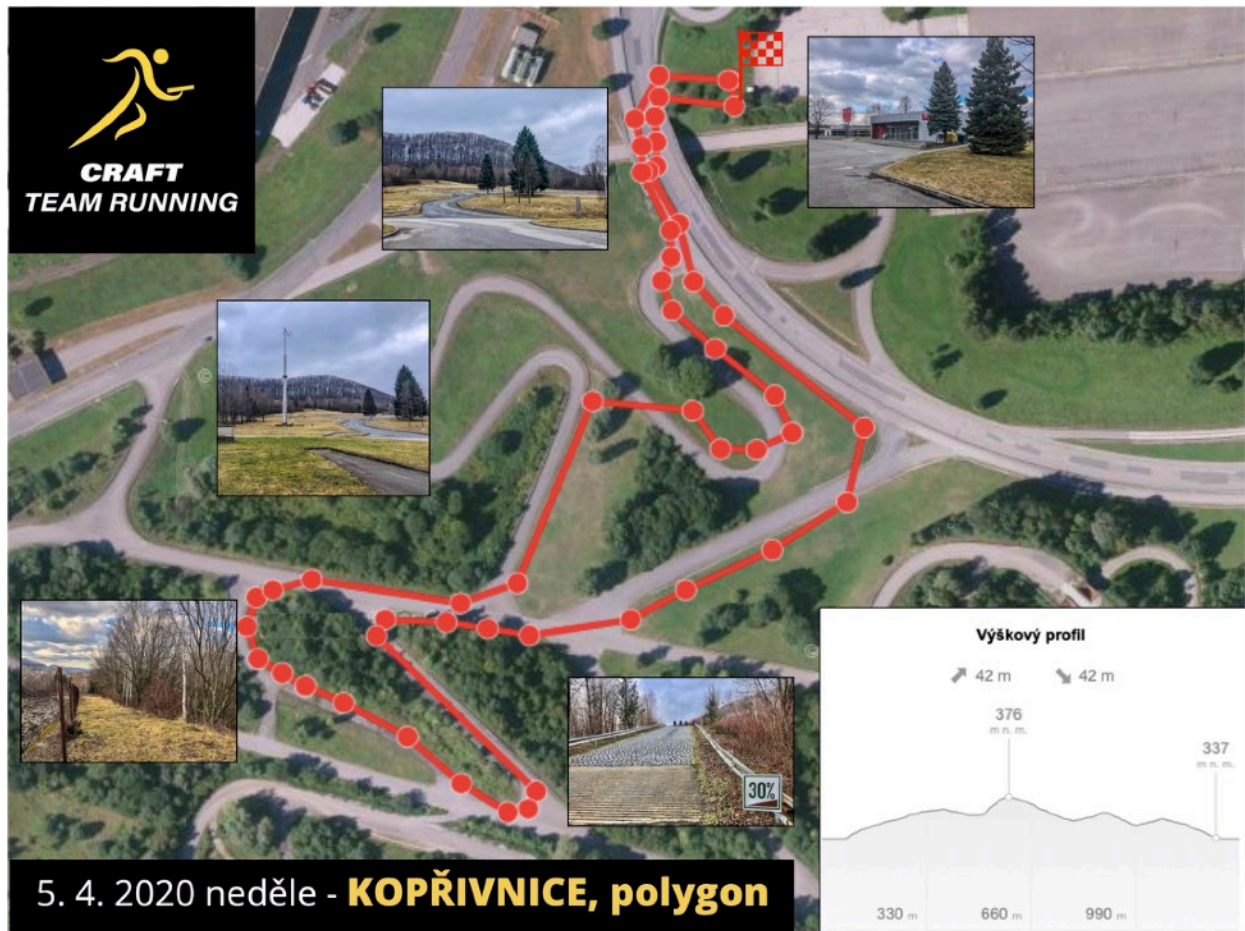 CRAFT
TEAM RUNNING
30%
Výškový profil
42 m
42 m
376
m n. m.
337
m n. m.
330 m
660 m
990 m
5. 4. 2020 neděle - KOPŘIVNICE, polygon